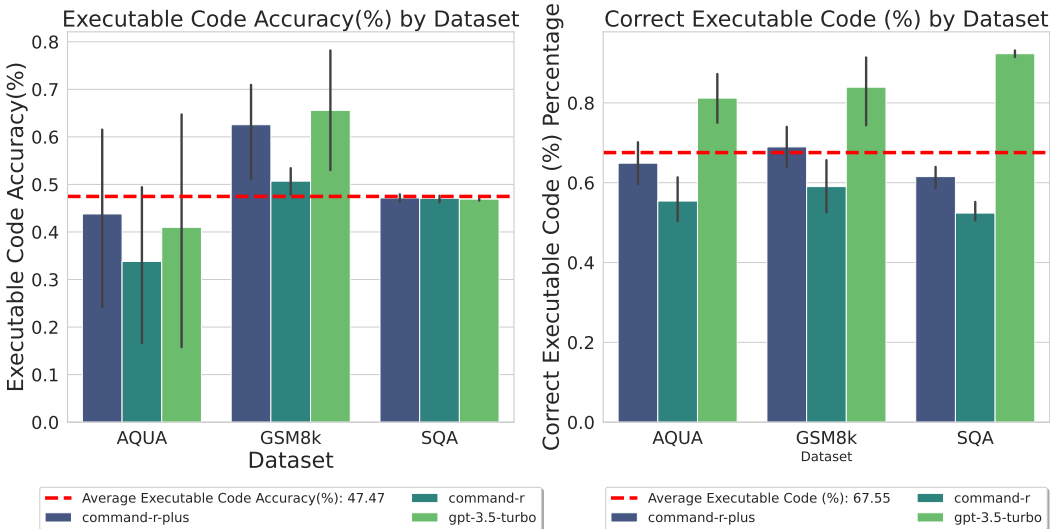 Executable Code Accuracy(%) by Dataset
Executable Code Accuracy(%)
0.8
0.7
0.6
0.5
0.4
0.3
0.2
0.1
0.0
AQUA GSM8k SQA
Dataset
Average Executable Code Accuracy(%): 47.47
command-r-plus
command-r
gpt-3.5-turbo
Correct Executable Code (%) by Dataset
Correct Executable Code (%) Percentage
0.8
0.6
0.4
0.2
0.0
AQUA GSM8k SQA
Dataset
Average Executable Code (%): 67.55
command-r-plus
command-r
gpt-3.5-turbo